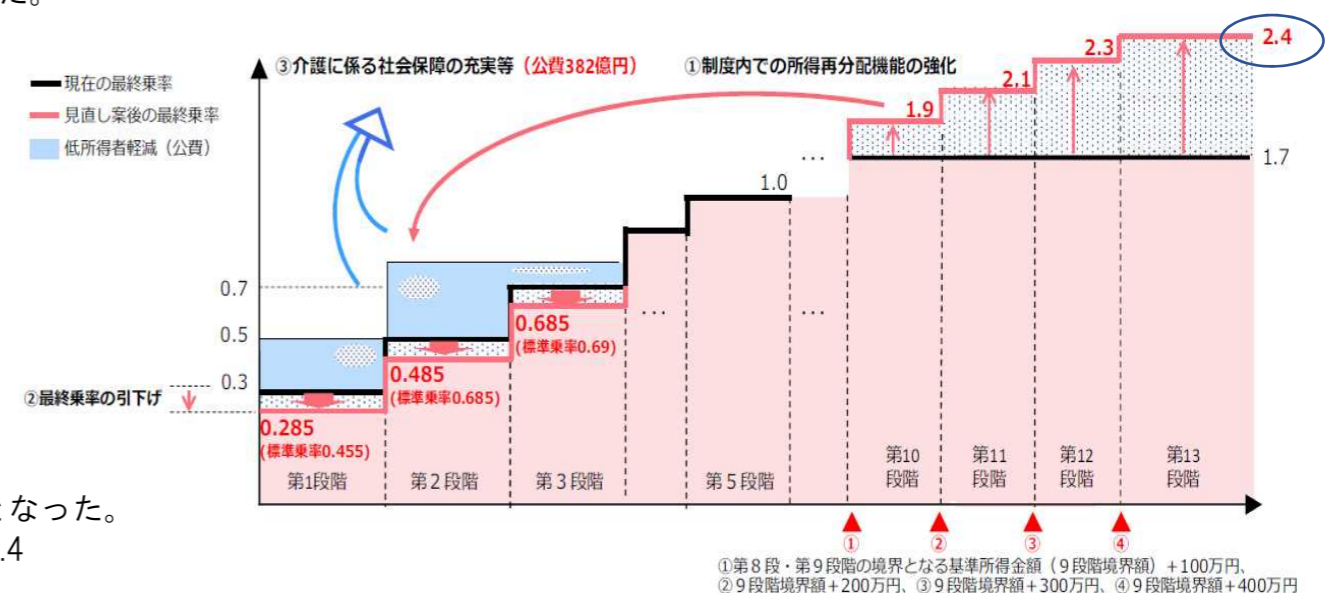 た。
現在の最終乗率
見直し案後の最終乗率
低所得者軽減（公費）
③介護に係る社会保障の充実等（公費382億円）
①制度内での所得再分配機能の強化
2.4
2.3
2.1
1.9
1.7
…
1.0
0.7
0.5
0.3
②最終乗率の引下げ
0.685
(標準乗率0.69)
0.485
(標準乗率0.685)
0.285
(標準乗率0.455)
…
…
第1段階
第２段階
第３段階
第５段階
第10
段階
第11
段階
第12
段階
第13
段階
なった。
.4
①
②
③
④
①第８段・第９段階の境界となる基準所得金額（９段階境界額）+100万円、
②９段階境界額+200万円、③９段階境界額+300万円、④９段階境界額+400万円